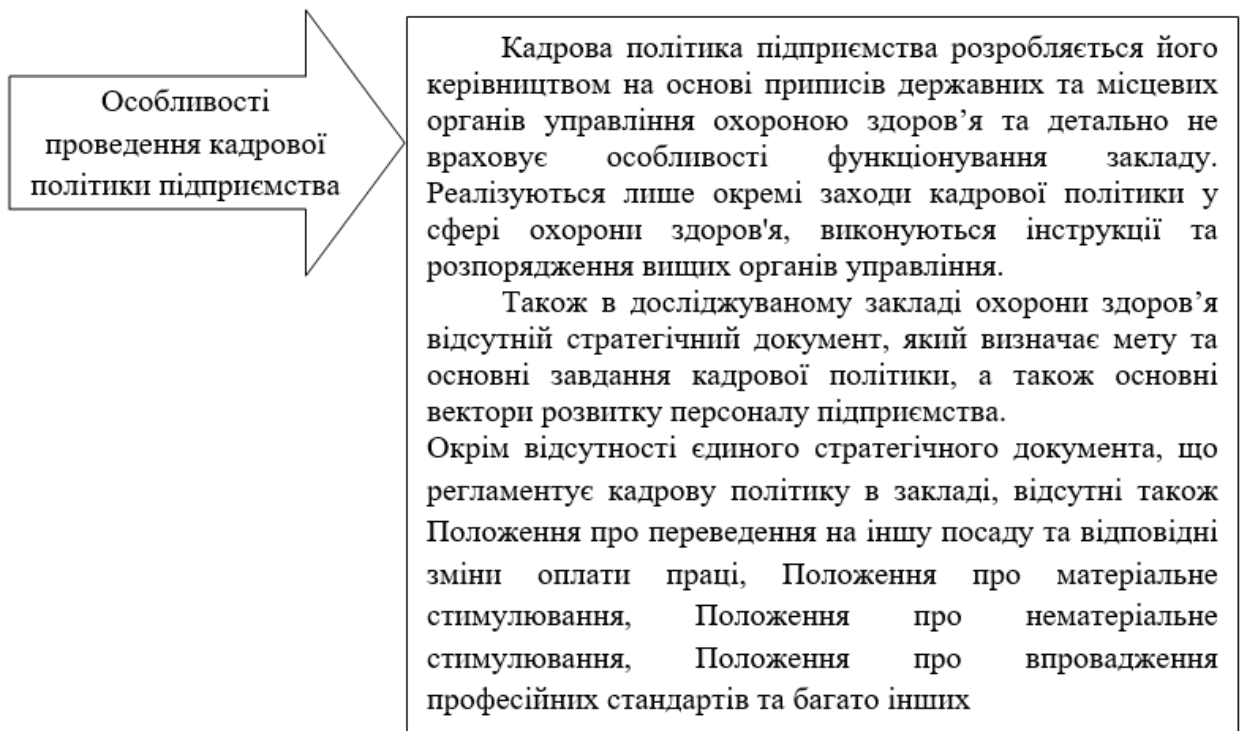 Особливості
проведення кадрової
політики підприємства
Кадрова політика підприємства розробляється його
керівництвом на основі приписів державних та місцевих
органів управління охороною здоров’я та детально не
враховує особливості функціонування закладу.
Реалізуються лише окремі заходи кадрової політики у
сфері охорони здоров'я, виконуються інструкції та
розпорядження вищих органів управління.
Також в досліджуваному закладі охорони здоров’я
відсутній стратегічний документ, який визначає мету та
основні завдання кадрової політики, а також основні
вектори розвитку персоналу підприємства.
Окрім відсутності єдиного стратегічного документа, що
регламентує кадрову політику в закладі, відсутні також
Положення про переведення на іншу посаду та відповідні
зміни оплати праці, Положення про матеріальне
стимулювання, Положення про нематеріальне
стимулювання, Положення про впровадження
професійних стандартів та багато інших